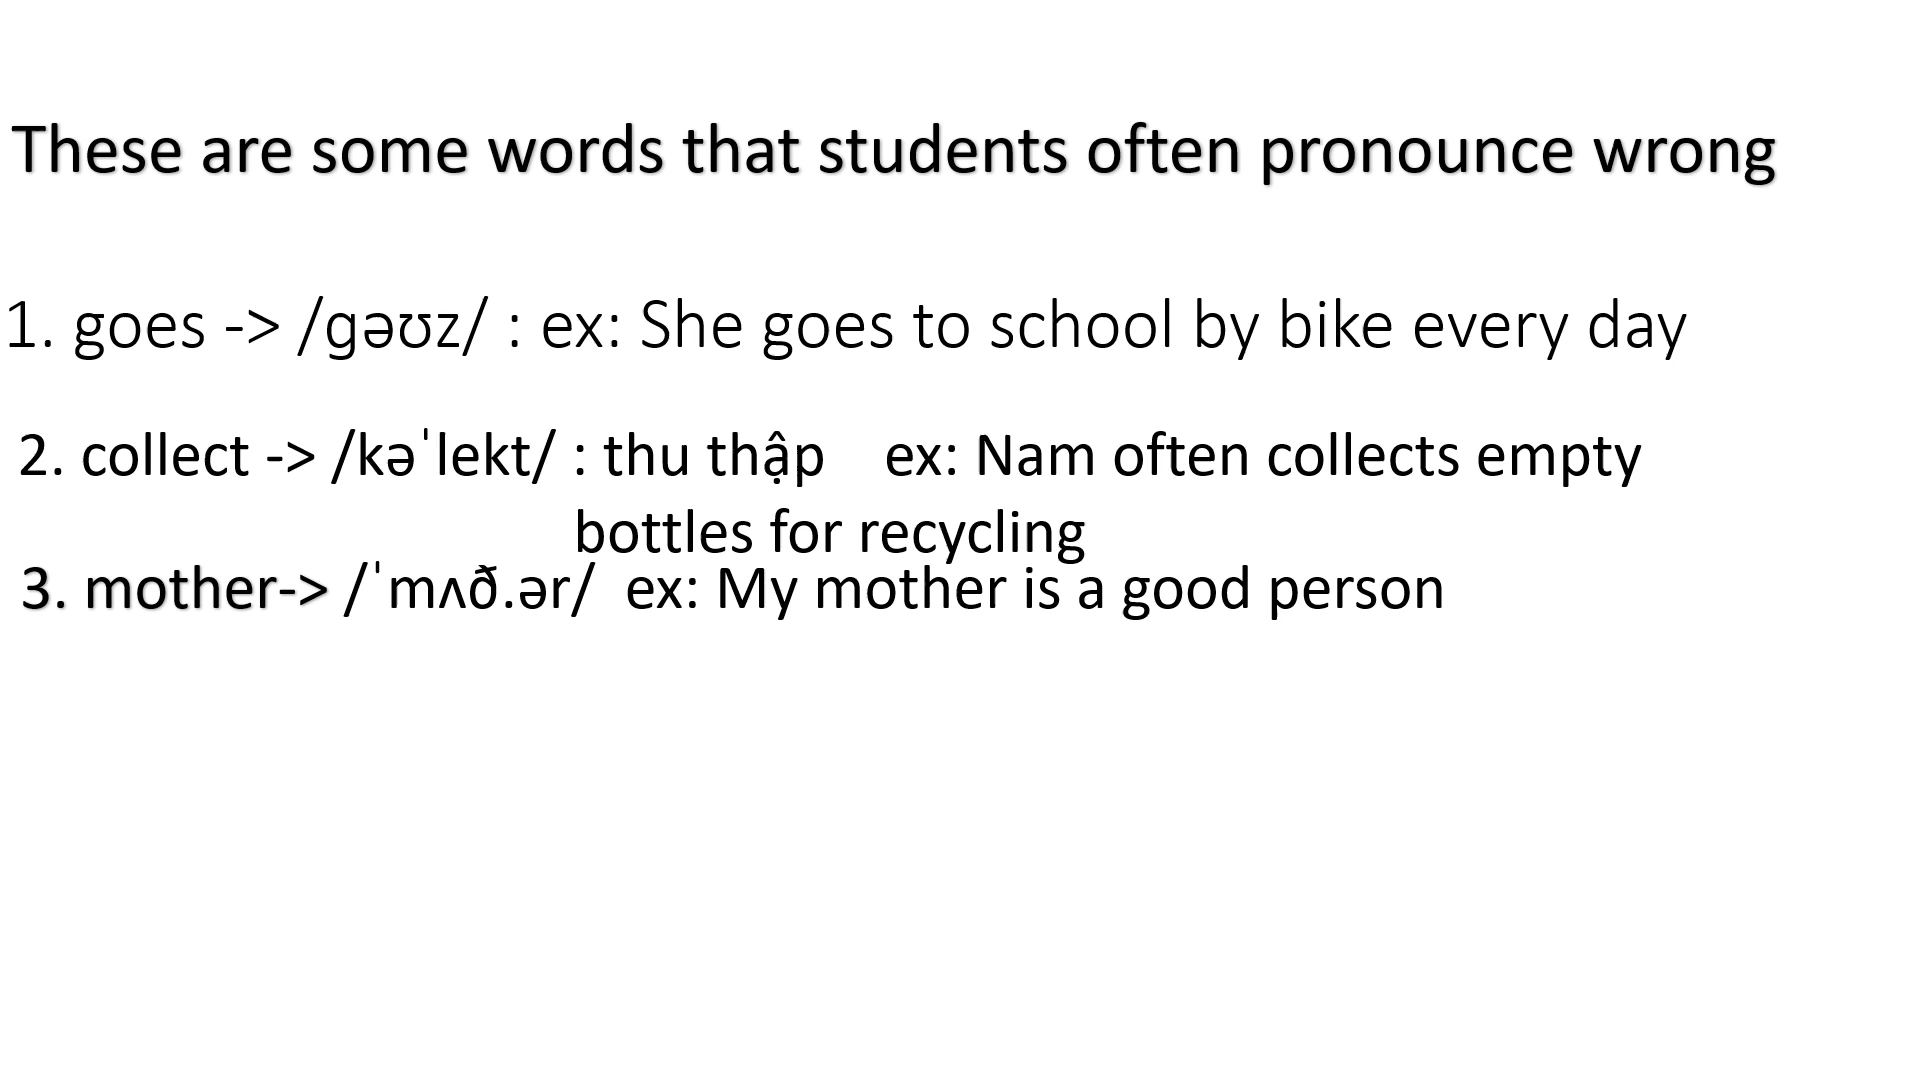 These are some words that students often pronounce wrong
1. goes -> /ɡəʊz/ : ex: She goes to school by bike every day
2. collect -> /kəˈlekt/ : thu thập    ex: Nam often collects empty
bottles for recycling
3. mother-> /ˈmʌð.ər/  ex: My mother is a good person